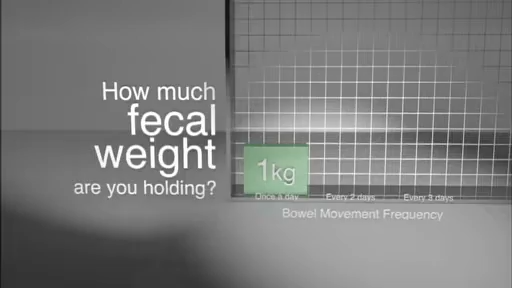 How much
fecal
weight
are you holding?
1kg
Once a day
Every 2 days
Every 3 days
Bowel Movement Frequency